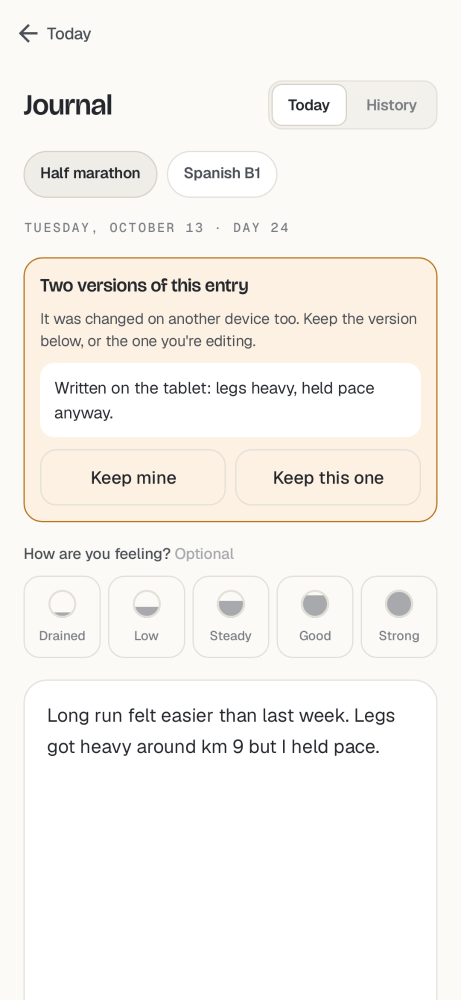 Today
Journal
Today
History
Half marathon
Spanish B1
TUESDAY, OCTOBER 13 · DAY 24
Two versions of this entry
It was changed on another device too. Keep the version
below, or the one you're editing.
Written on the tablet: legs heavy, held pace
anyway.
Keep mine
Keep this one
How are you feeling? Optional
Drained
Low
Steady
Good
Strong
Long run felt easier than last week. Legs
got heavy around km 9 but I held pace.